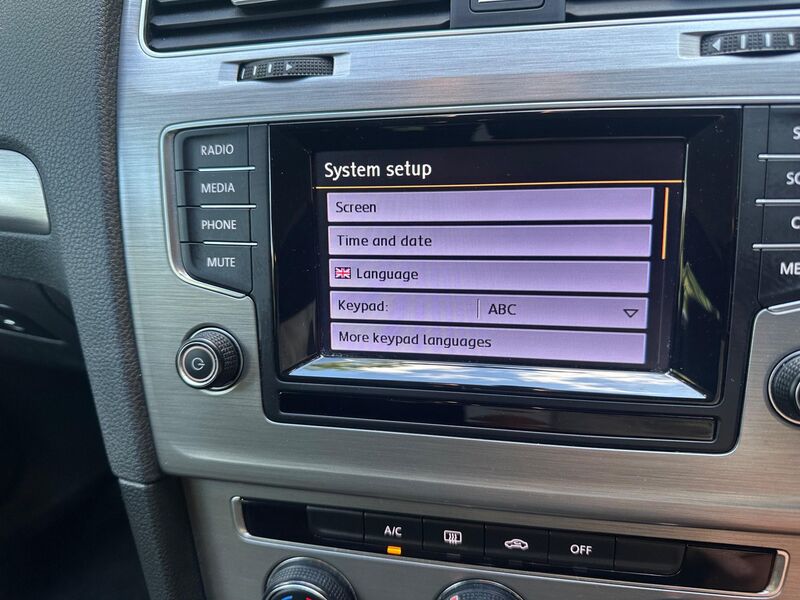 RADIO
MEDIA
PHONE
MUTE
System setup
Screen
Time and date
Language
Keypad: ABC
More keypad languages
A/C
OFF